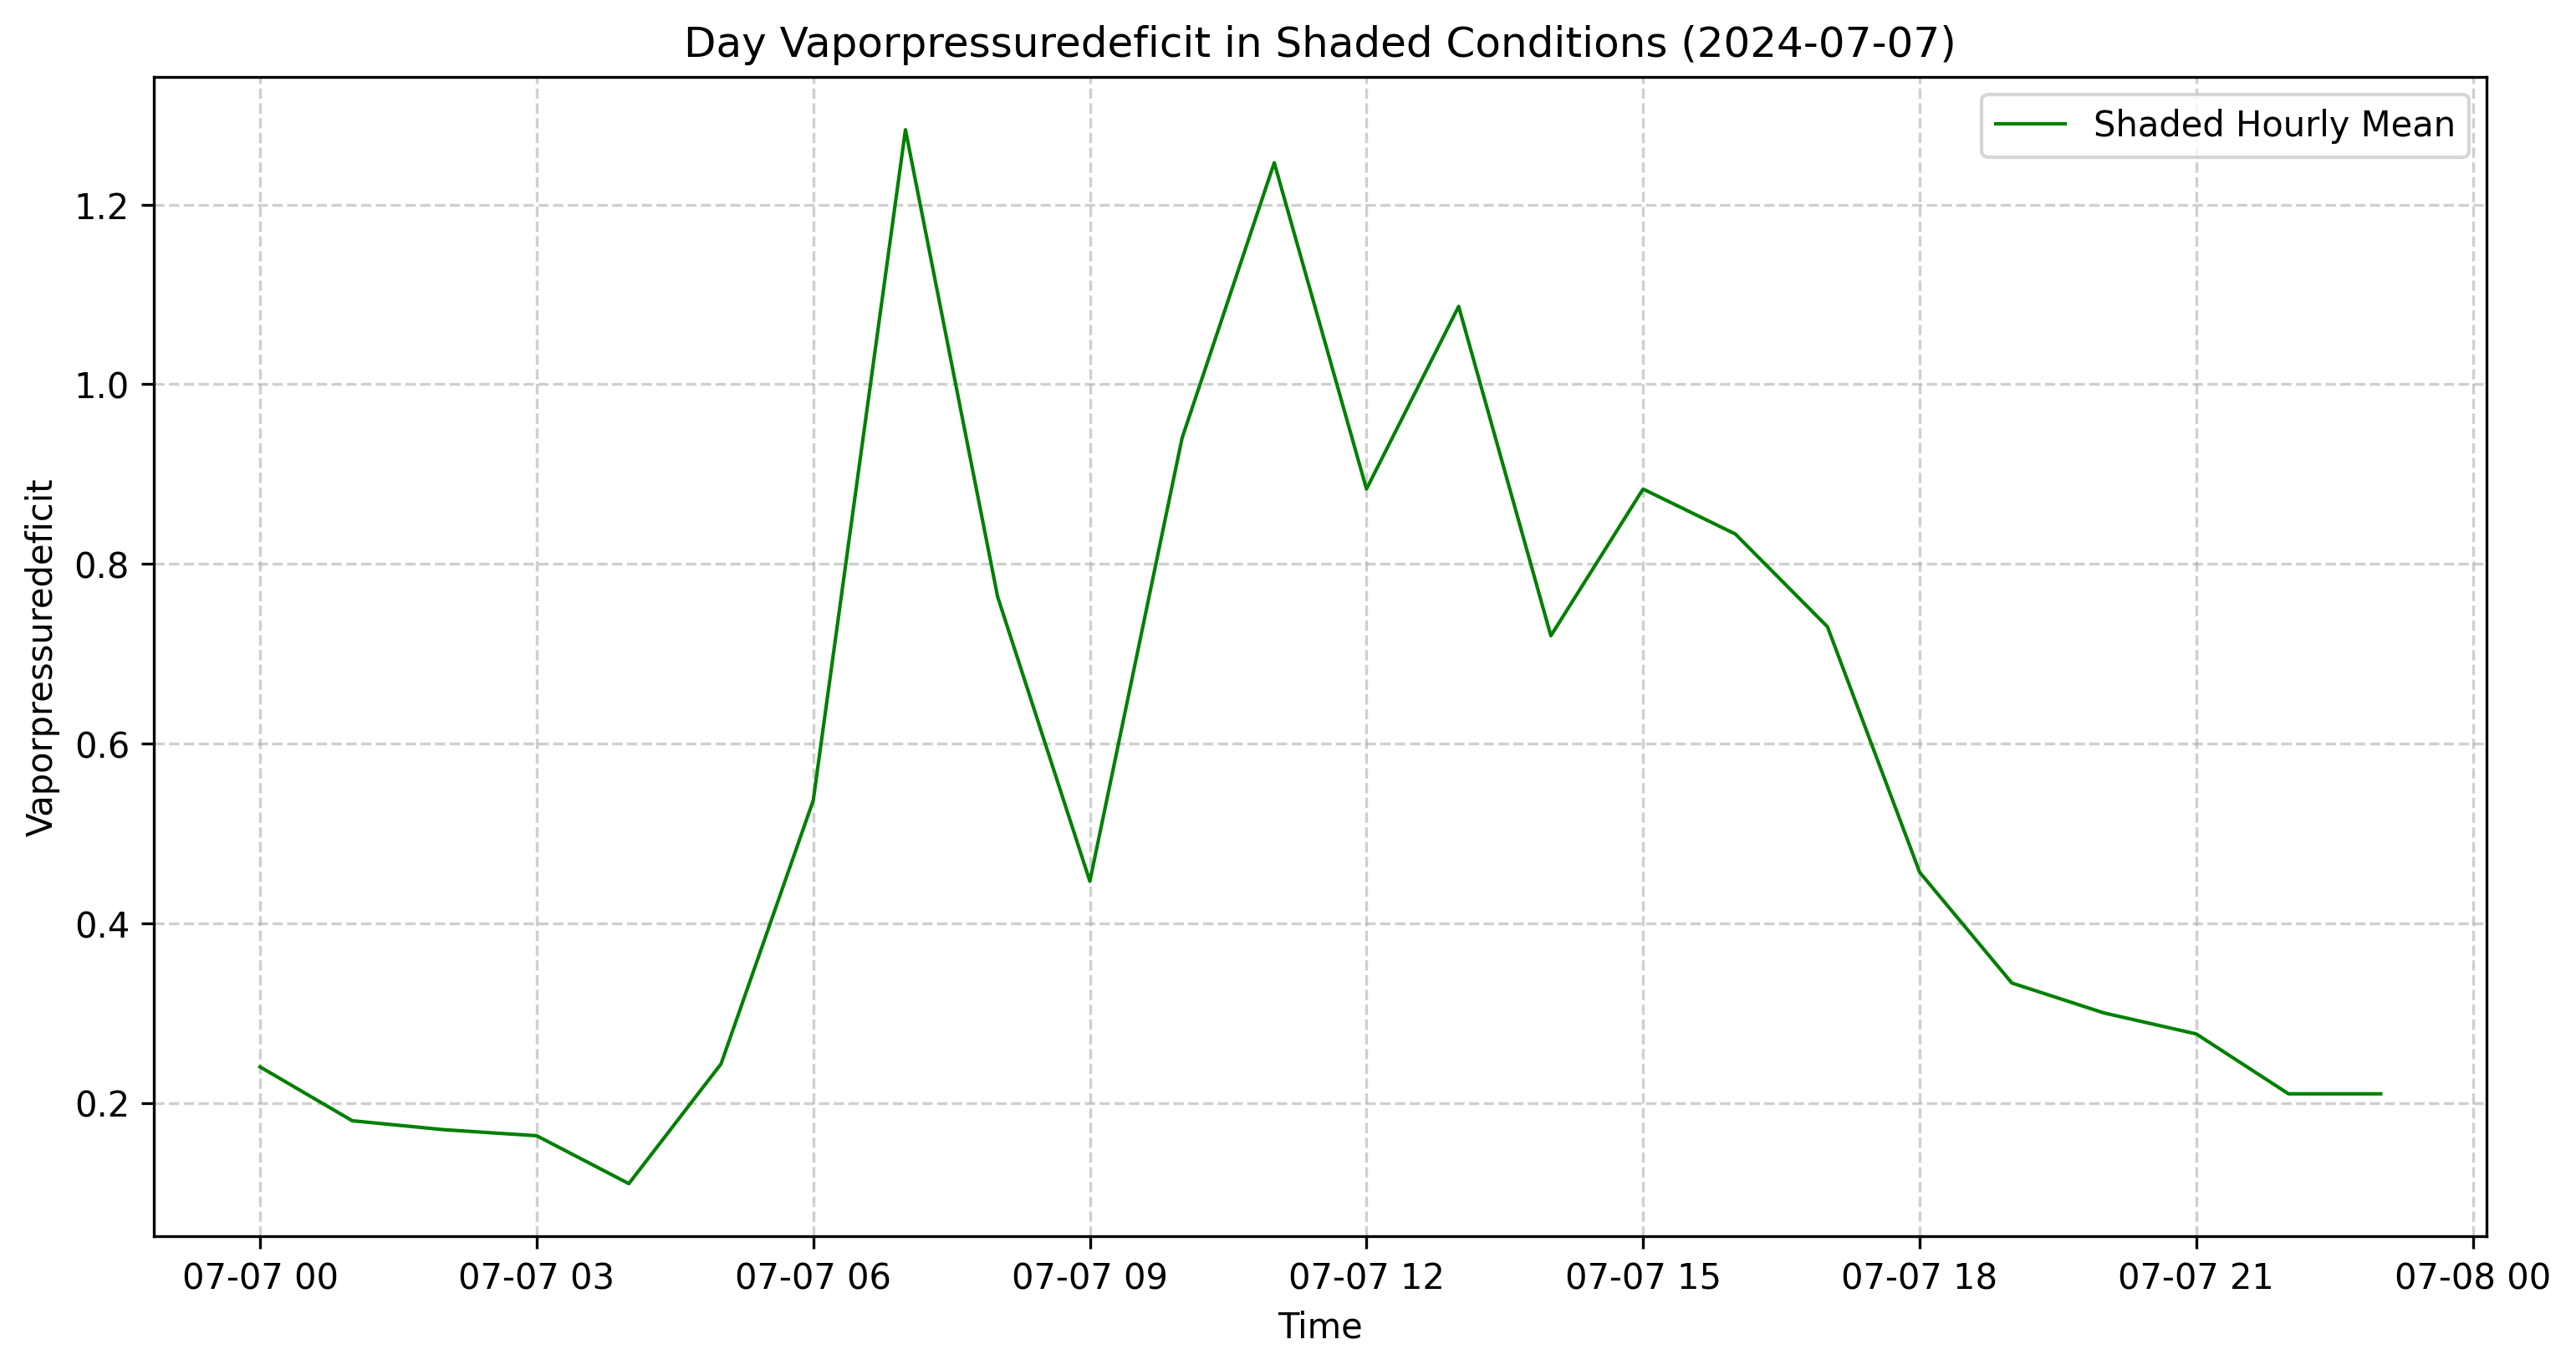 Day Vaporpressuredeficit in Shaded Conditions (2024-07-07)
Shaded Hourly Mean
Vaporpressuredeficit
1.2
1.0
0.8
0.6
0.4
0.2
07-07 00 07-07 03 07-07 06 07-07 09 07-07 12 07-07 15 07-07 18 07-07 21 07-08 00
Time